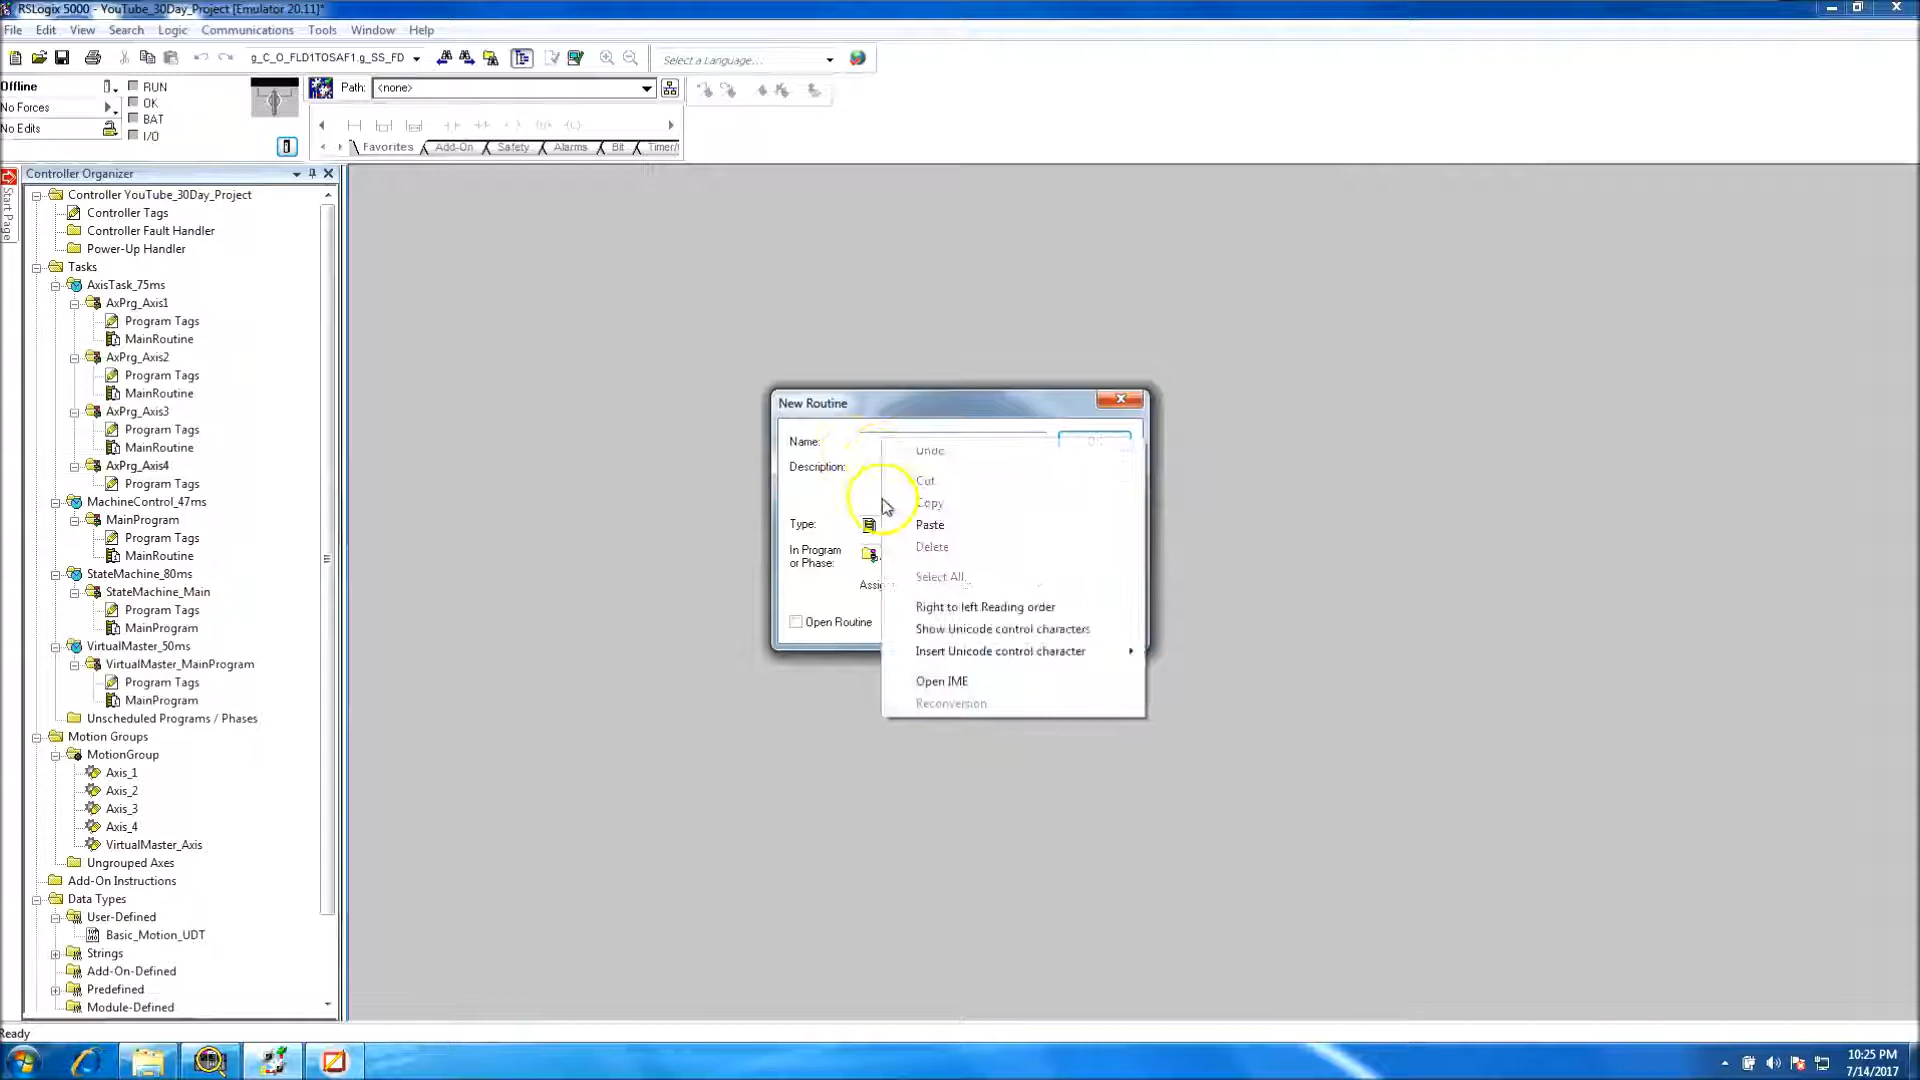 RSLogix 5000 - YouTube_30Day_Project [Emulator 20.11]*
File Edit View Search Logic Communications Tools Window Help
g_C_O_FLD1TOSAF1.g_SS_FD
Select a Language...
Offline
RUN
No Forces
OK
BAT
No Edits
I/O
Path: <none>
Favorites Add-On Safety Alarms Bit Timer/
Start Page
Controller Organizer
Controller YouTube_30Day_Project
Controller Tags
Controller Fault Handler
Power-Up Handler
Tasks
AxisTask_75ms
AxPrg_Axis1
Program Tags
MainRoutine
AxPrg_Axis2
Program Tags
MainRoutine
AxPrg_Axis3
Program Tags
MainRoutine
AxPrg_Axis4
Program Tags
MachineControl_47ms
MainProgram
Program Tags
MainRoutine
StateMachine_80ms
StateMachine_Main
Program Tags
MainProgram
VirtualMaster_50ms
VirtualMaster_MainProgram
Program Tags
MainProgram
Unscheduled Programs / Phases
Motion Groups
MotionGroup
Axis_1
Axis_2
Axis_3
Axis_4
VirtualMaster_Axis
Ungrouped Axes
Add-On Instructions
Data Types
User-Defined
Basic_Motion_UDT
Strings
Add-On-Defined
Predefined
Module-Defined
New Routine
Name:
Description:
Type:
In Program
or Phase:
Open Routine
Undo
Cut
Copy
Paste
Delete
Select All
Right to left Reading order
Show Unicode control characters
Insert Unicode control character
Open IME
Reconversion
Ready
10:25 PM
7/14/2017